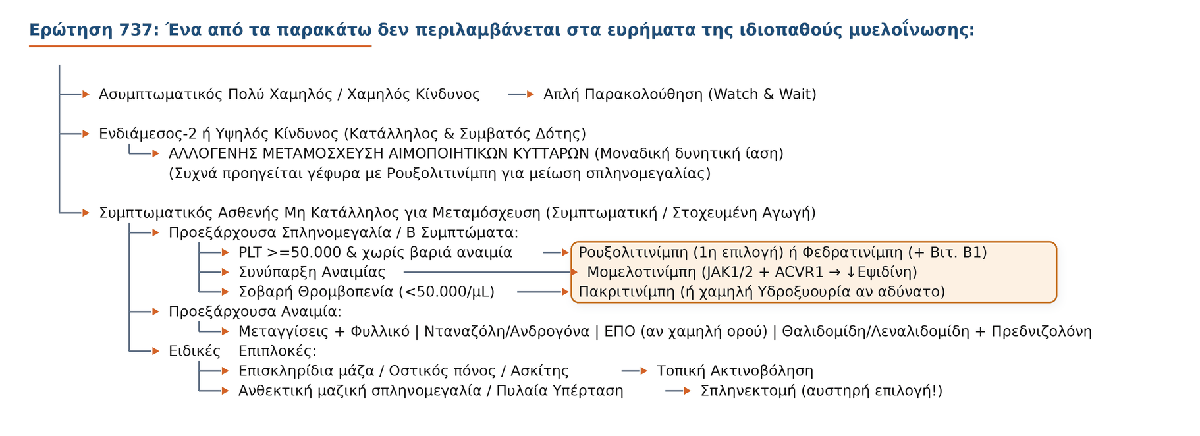 Ερώτηση 737: Ένα από τα παρακάτω δεν περιλαμβάνεται στα ευρήματα της ιδιοπαθούς μυελοΐνωσης:
Ασυμπτωματικός Πολύ Χαμηλός / Χαμηλός Κίνδυνος Απλή Παρακολούθηση (Watch & Wait)
Ενδιάμεσος-2 ή Υψηλός Κίνδυνος (Κατάλληλος & Συμβατός Δότης)
ΑΛΛΟΓΕΝΗΣ ΜΕΤΑΜΟΣΧΕΥΣΗ ΑΙΜΟΠΟΙΗΤΙΚΩΝ ΚΥΤΤΑΡΩΝ (Μοναδική δυνητική ίαση)
(Συχνά προηγείται γέφυρα με Ρουξολιτινίμπη για μείωση σπληνομεγαλίας)
Συμπτωματικός Ασθενής Μη Κατάλληλος για Μεταμόσχευση (Συμπτωματική / Στοχευμένη Αγωγή)
Προεξάρχουσα Σπληνομεγαλία / Β Συμπτώματα:
PLT >=50.000 & χωρίς βαριά αναιμία Ρουξολιτινίμπη (1η επιλογή) ή Φεδρατινίμπη (+ Βιτ. Β1)
Συνύπαρξη Αναιμίας Μομελοτινίμπη (JAK1/2 + ACVR1 → ↓Εψιδίνη)
Σοβαρή Θρομβοπενία (<50.000/μL) Πακριτινίμπη (ή χαμηλή Υδροξυουρία αν αδύνατο)
Προεξάρχουσα Αναιμία:
Μεταγγίσεις + Φυλλικό | Νταναζόλη/Ανδρογόνα | ΕΠΟ (αν χαμηλή ορού) | Θαλιδομίδη/Λεναλιδομίδη + Πρεδνιζολόνη
Ειδικές Επιπλοκές:
Επισκληρίδια μάζα / Οστικός πόνος / Ασκίτης Τοπική Ακτινοβόληση
Ανθεκτική μαζική σπληνομεγαλία / Πυλαία Υπέρταση Σπληνεκτομή (αυστηρή επιλογή!)